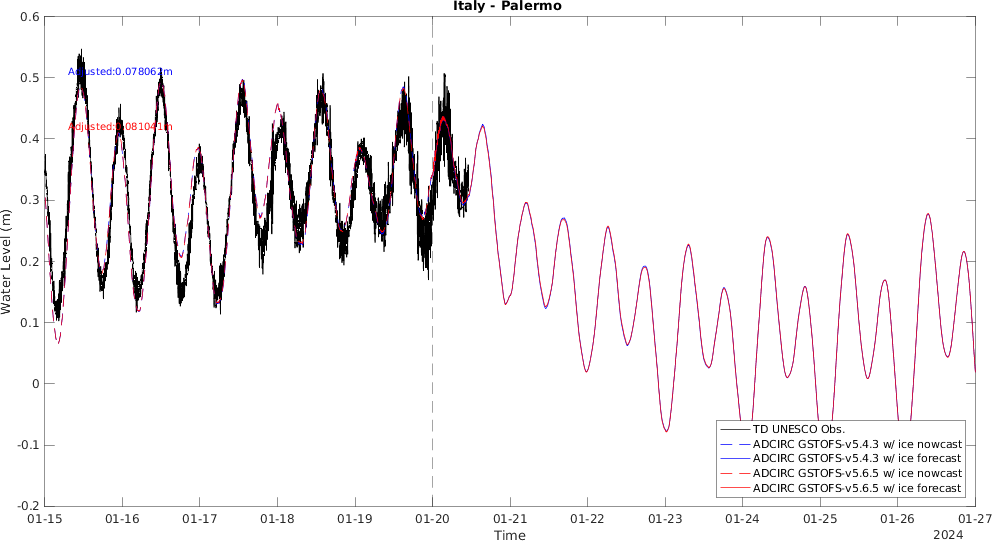 Italy - Palermo
0.6
0.5
0.4
0.3
0.2
0.1
0
-0.1
-0.2
Water Level (m)
Adjusted:0.078062m
Adjusted:0.081041m
TD UNESCO Obs.
ADCIRC GSTOFS-v5.4.3 w/ ice nowcast
ADCIRC GSTOFS-v5.4.3 w/ ice forecast
ADCIRC GSTOFS-v5.6.5 w/ ice nowcast
ADCIRC GSTOFS-v5.6.5 w/ ice forecast
01-15 01-16 01-17 01-18 01-19 01-20 01-21 01-22 01-23 01-24 01-25 01-26 01-27
Time
2024